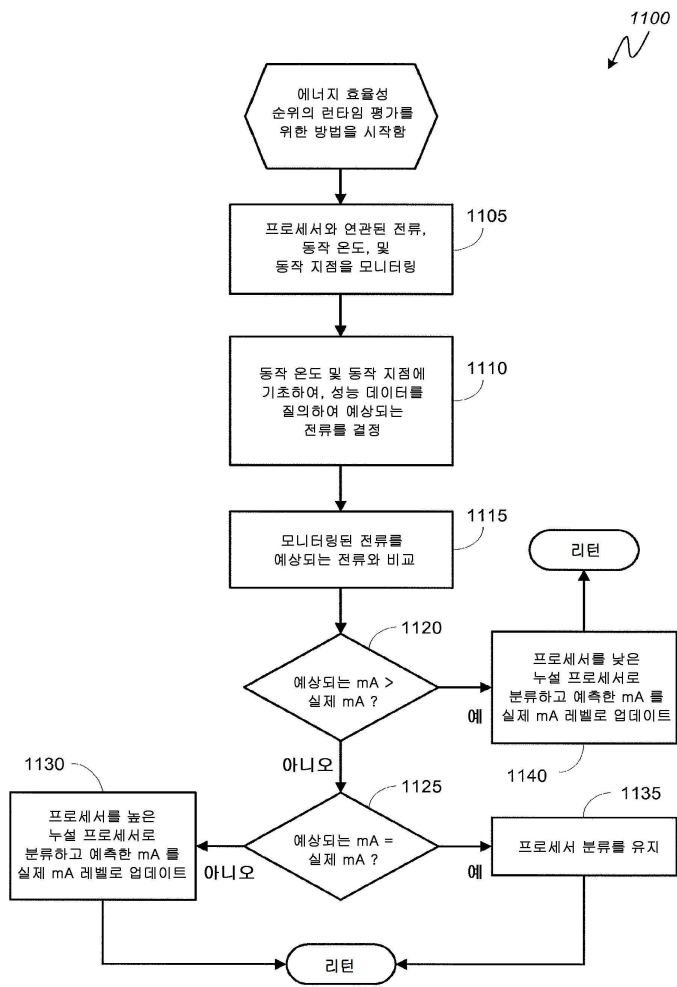 1100
에너지 효율성
순위의 런타임 평가를
위한 방법을 시작함
1105
프로세서와 연관된 전류,
동작 온도, 및
동작 지점을 모니터링
1110
동작 온도 및 동작 지점에
기초하여, 성능 데이터를
질의하여 예상되는
전류를 결정
1115
모니터링된 전류를
예상되는 전류와 비교
리턴
1120
예상되는 mA >
실제 mA ?
예
프로세서를 낮은
누설 프로세서로
분류하고 예측한 mA 를
실제 mA 레벨로 업데이트
1140
아니오
1125
예상되는 mA =
실제 mA ?
아니오
예
1130
프로세서를 높은
누설 프로세서로
분류하고 예측한 mA 를
실제 mA 레벨로 업데이트
1135
프로세서 분류를 유지
리턴